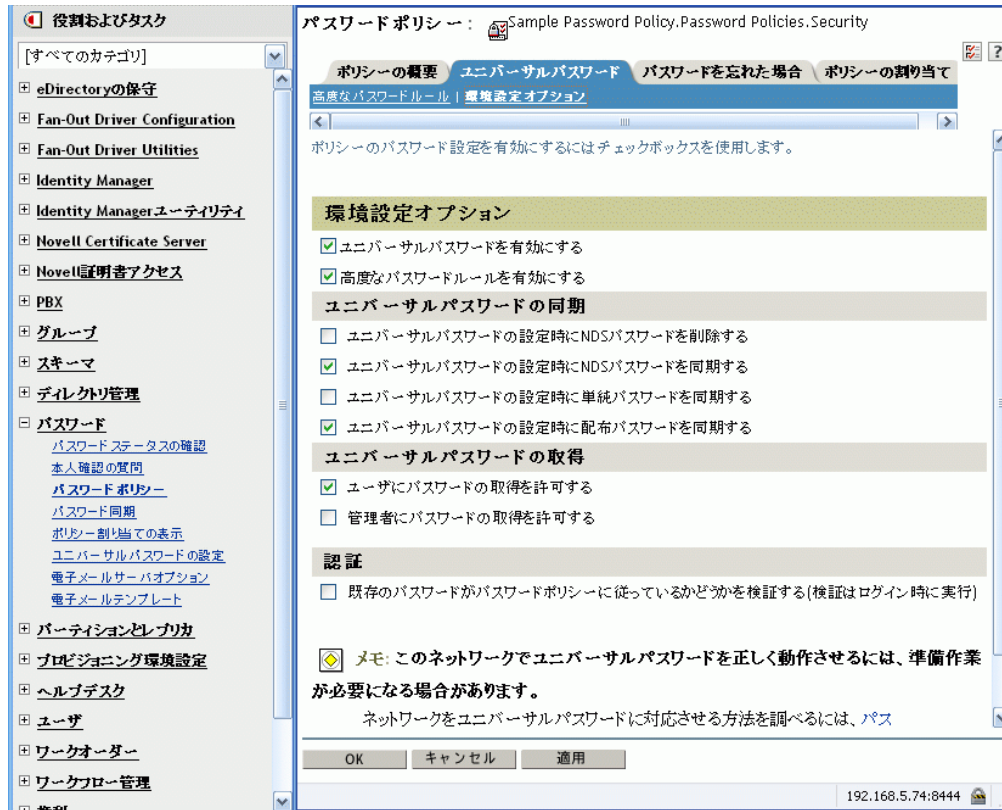 役割およびタスク
[すべてのカテゴリ]
eDirectoryの保守
Fan-Out Driver Configuration
Fan-Out Driver Utilities
Identity Manager
Identity Managerユーティリティ
Novell Certificate Server
Novell証明書アクセス
PBX
グループ
スキーマ
ディレクトリ管理
パスワード
パスワードステータスの確認
本人確認の質問
パスワードポリシー
パスワード同期
ポリシー割り当ての表示
ユニバーサルパスワードの設定
電子メールサーバオプション
電子メールテンプレート
パーティションとレプリカ
プロビジョニング環境設定
ヘルプデスク
ユーザ
ワークオーダー
ワークフロー管理
パスワードポリシー: Sample Password Policy.Password Policies.Security
?
ポリシーの概要 ユニバーサルパスワード パスワードを忘れた場合 ポリシーの割り当て
高度なパスワードルール | 環境設定オプション
ポリシーのパスワード設定を有効にするにはチェックボックスを使用します。
環境設定オプション
ユニバーサルパスワードを有効にする
高度なパスワードルールを有効にする
ユニバーサルパスワードの同期
ユニバーサルパスワードの設定時にNDSパスワードを削除する
ユニバーサルパスワードの設定時にNDSパスワードを同期する
ユニバーサルパスワードの設定時に単純パスワードを同期する
ユニバーサルパスワードの設定時に配布パスワードを同期する
ユニバーサルパスワードの取得
ユーザにパスワードの取得を許可する
管理者にパスワードの取得を許可する
認証
既存のパスワードがパスワードポリシーに従っているかどうかを検証する(検証はログイン時に実行)
メモ: このネットワークでユニバーサルパスワードを正しく動作させるには、準備作業
が必要になる場合があります。
ネットワークをユニバーサルパスワードに対応させる方法を調べるには、パス
OK キャンセル 適用
192.168.5.74:8444